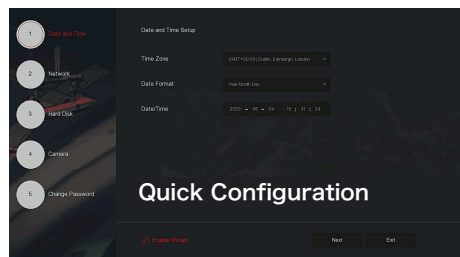 1 Date and Time
2 Network
3 Hard Disk
4 Camera
5 Change Password
Date and Time Setup
Time Zone (GMT+00:00) Dublin, Edinburgh, London
Date Format Year Month Day
Date/Time 2020 - 06 - 04 / 15 : 31 : 24
Quick Configuration
Enable Wizard Next Exit